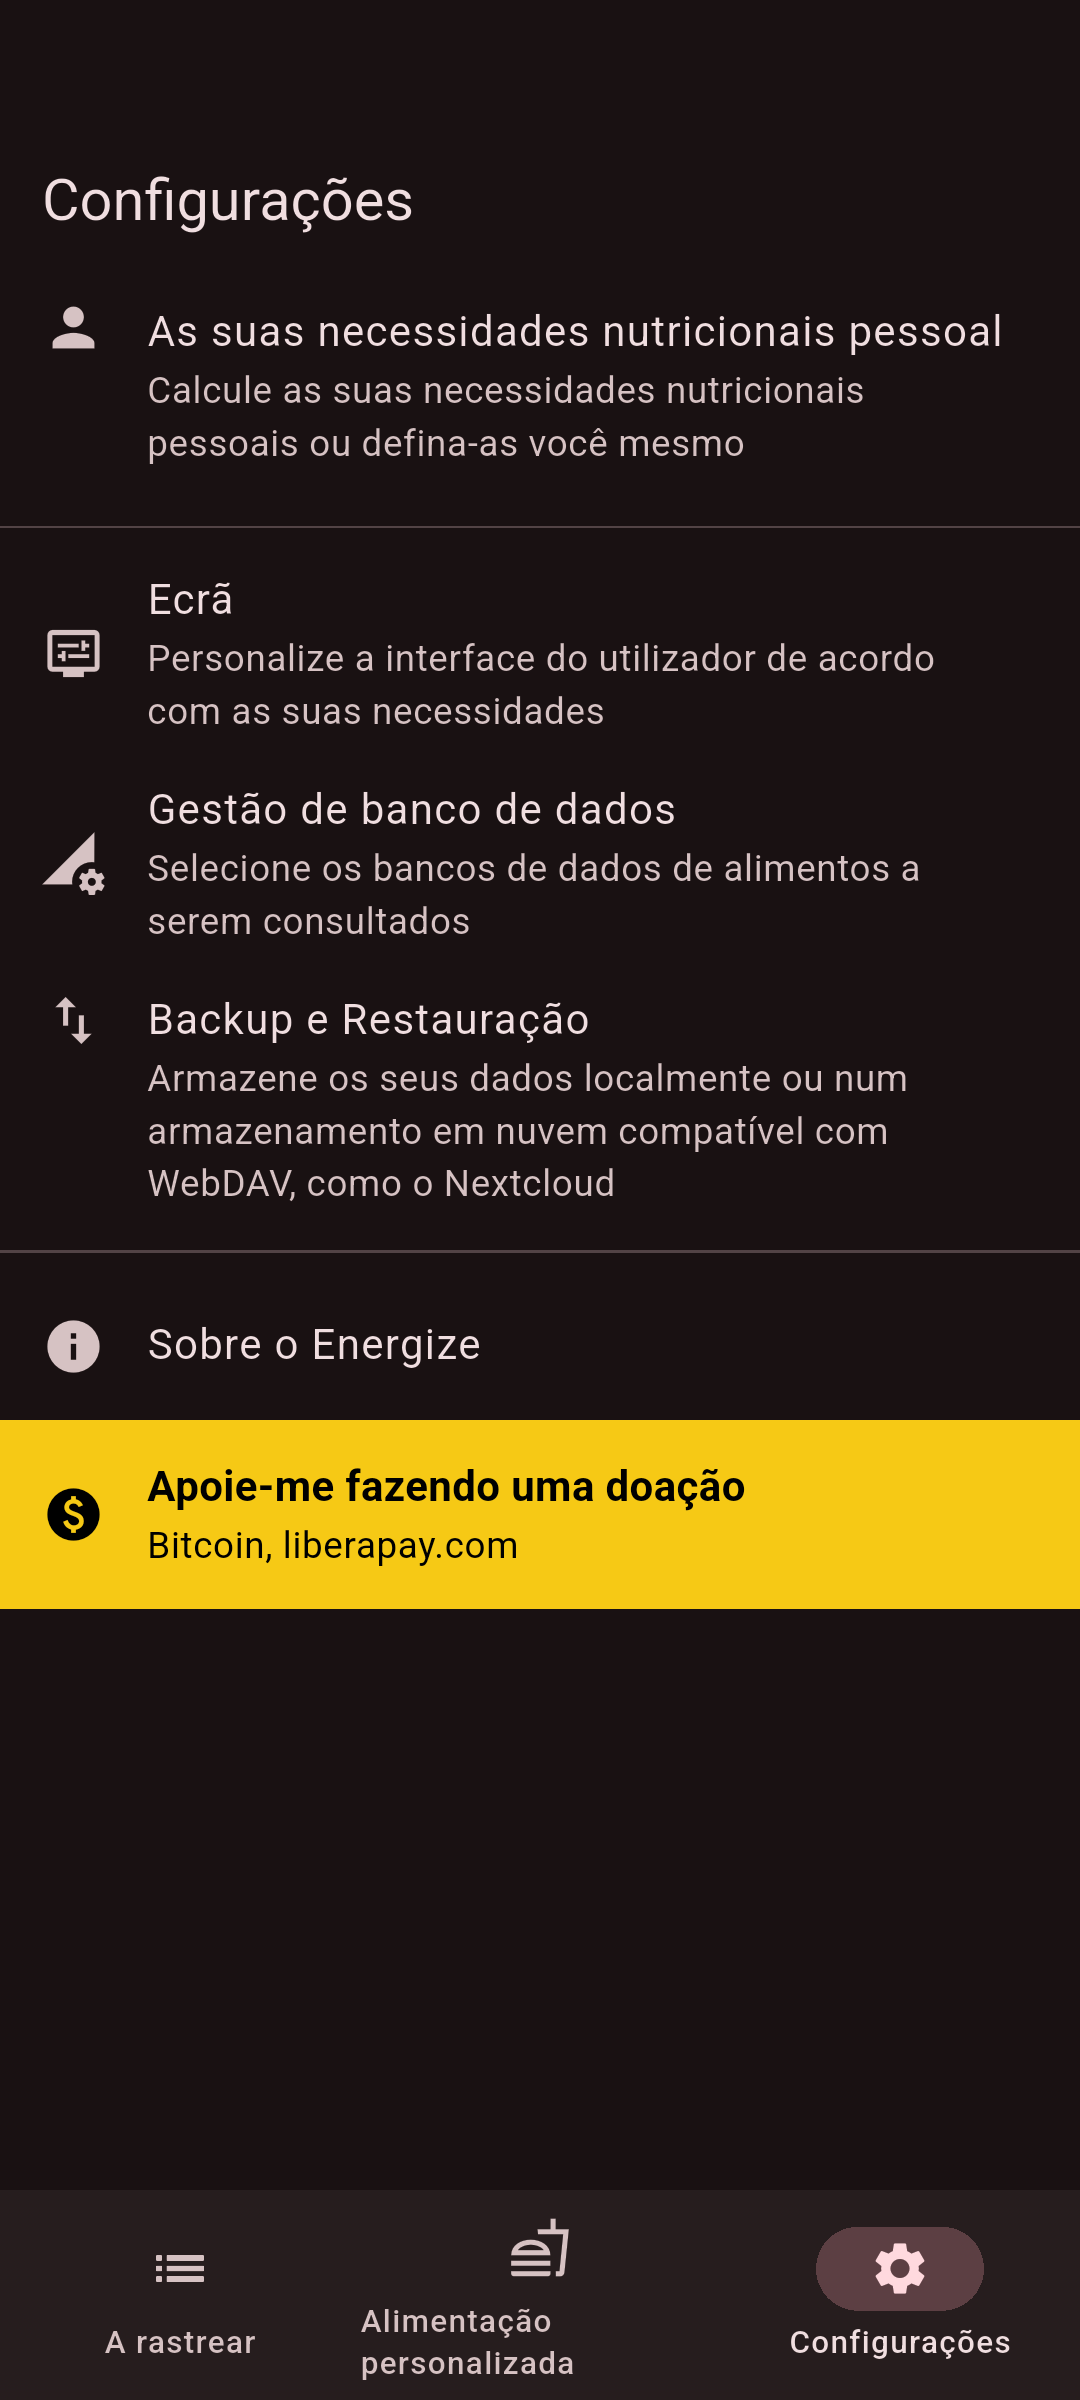 Configurações
As suas necessidades nutricionais pessoal
Calcule as suas necessidades nutricionais
pessoais ou defina-as você mesmo
Ecrã
Personalize a interface do utilizador de acordo
com as suas necessidades
Gestão de banco de dados
Selecione os bancos de dados de alimentos a
serem consultados
Backup e Restauração
Armazene os seus dados localmente ou num
armazenamento em nuvem compatível com
WebDAV, como o Nextcloud
Sobre o Energize
Apoie-me fazendo uma doação
Bitcoin, liberapay.com
A rastrear
Alimentação
personalizada
Configurações